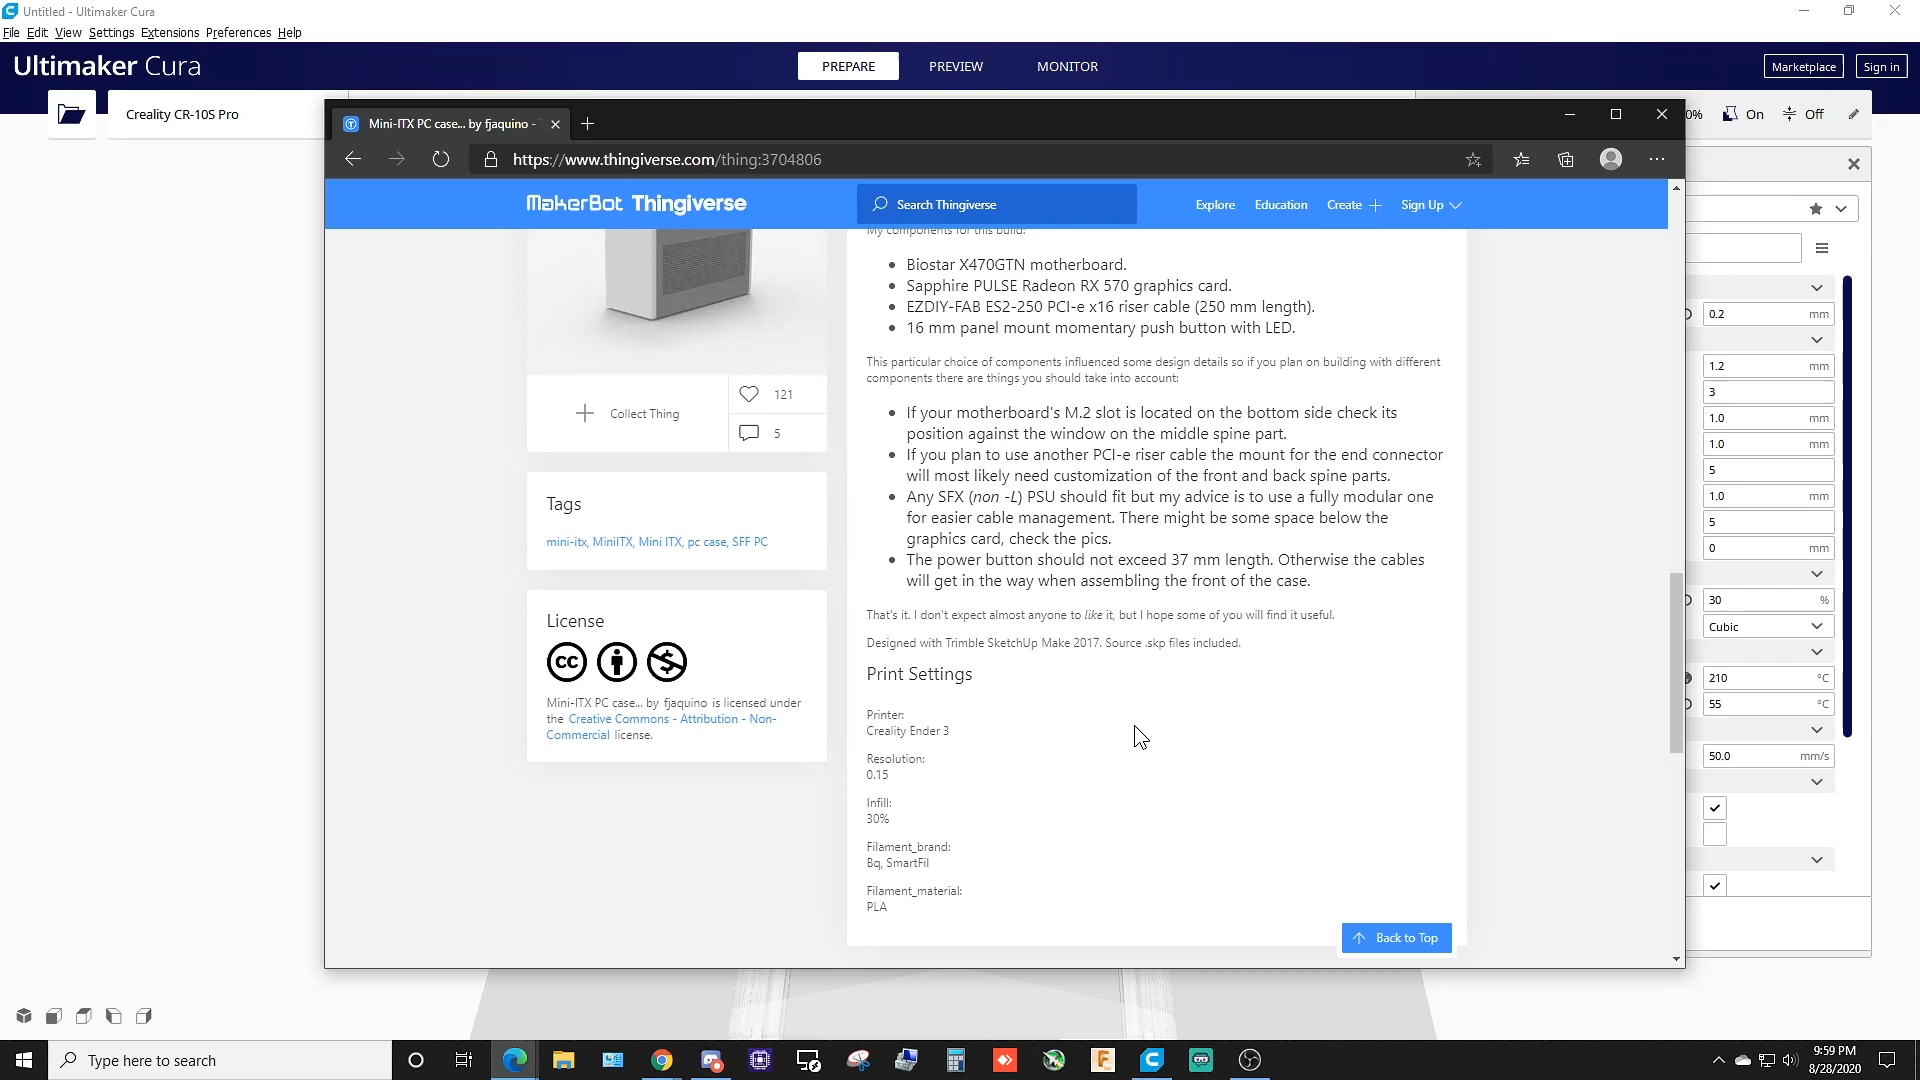 Untitled - Ultimaker Cura
File Edit View Settings Extensions Preferences Help
Ultimaker Cura
PREPARE
PREVIEW
MONITOR
Marketplace
Sign in
Creality CR-10S Pro
0%
On
Off
Mini-ITX PC case... by fjaquino -
https://www.thingiverse.com/thing:3704806
MakerBot Thingiverse
Search Thingiverse
Explore
Education
Create
Sign Up
My components for this build:
Biostar X470GTN motherboard.
Sapphire PULSE Radeon RX 570 graphics card.
EZDIY-FAB ES2-250 PCI-e x16 riser cable (250 mm length).
16 mm panel mount momentary push button with LED.
This particular choice of components influenced some design details so if you plan on building with different
components there are things you should take into account:
If your motherboard's M.2 slot is located on the bottom side check its
position against the window on the middle spine part.
If you plan to use another PCI-e riser cable the mount for the end connector
will most likely need customization of the front and back spine parts.
Any SFX (non -L) PSU should fit but my advice is to use a fully modular one
for easier cable management. There might be some space below the
graphics card, check the pics.
The power button should not exceed 37 mm length. Otherwise the cables
will get in the way when assembling the front of the case.
That's it. I don't expect almost anyone to like it, but I hope some of you will find it useful.
Designed with Trimble SketchUp Make 2017. Source .skp files included.
Print Settings
Printer:
Creality Ender 3
Resolution:
0.15
Infill:
30%
Filament_brand:
Bq, SmartFil
Filament_material:
PLA
Back to Top
Collect Thing
121
5
Tags
mini-itx, MiniITX, Mini ITX, pc case, SFF PC
License
cc
Mini-ITX PC case... by fjaquino is licensed under
the Creative Commons - Attribution - Non-
Commercial license.
0.2 mm
1.2 mm
3
1.0 mm
1.0 mm
5
1.0 mm
5
0 mm
30 %
Cubic
210 °C
55 °C
50.0 mm/s
Type here to search
9:59 PM
8/28/2020